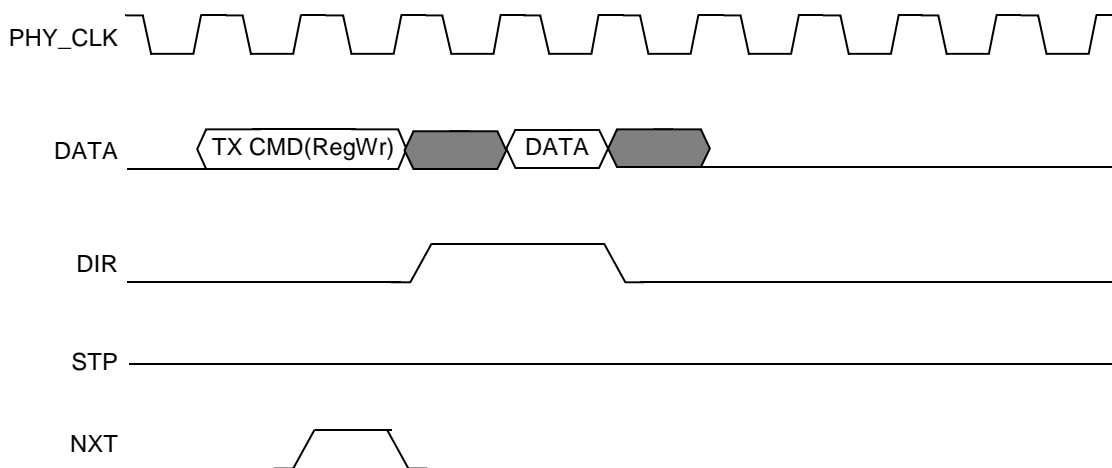 PHY_CLK
DATA
TX CMD(RegWr)
DATA
DIR
STP
NXT